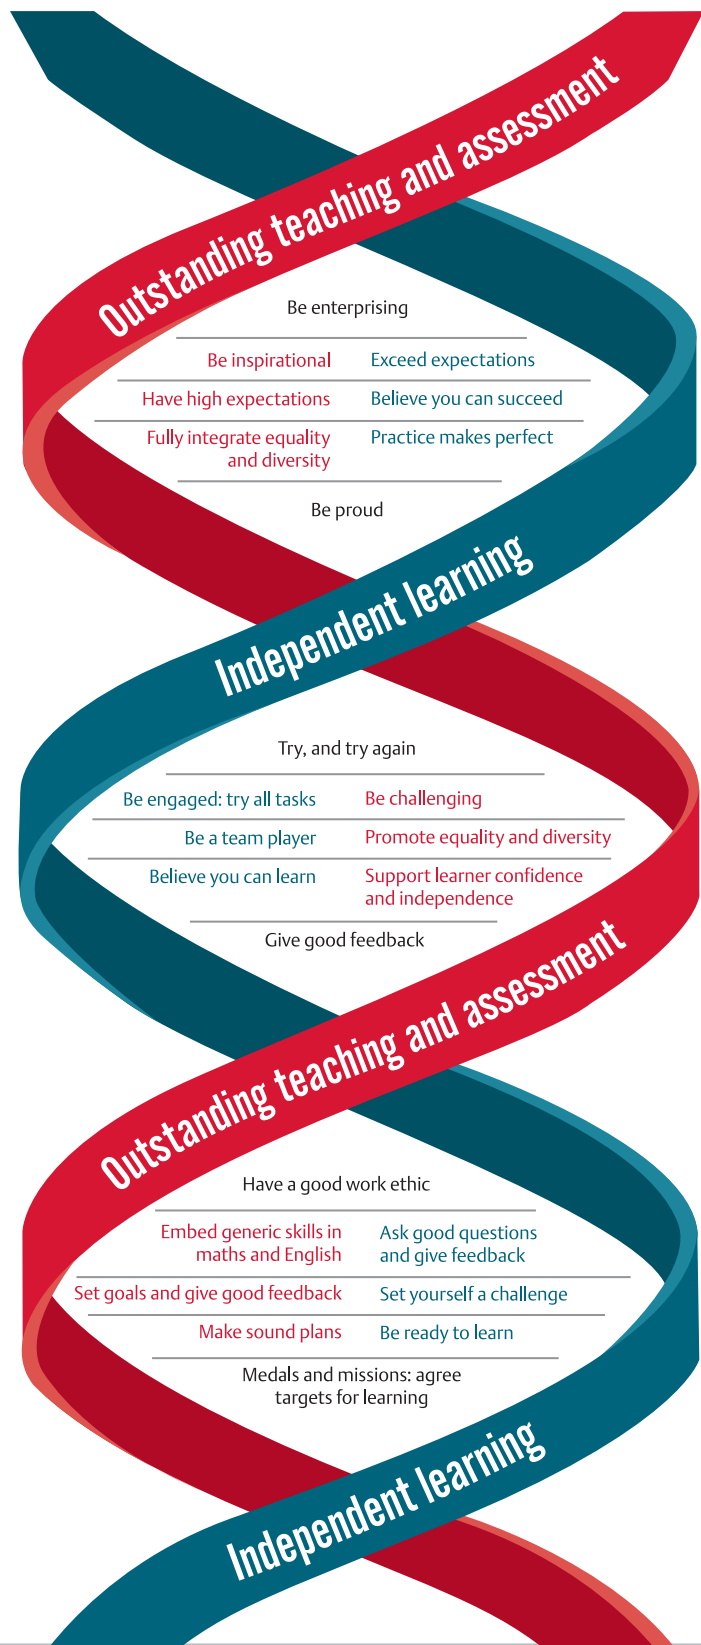 Outstanding teaching and assessment
Be enterprising
Be inspirational
Exceed expectations
Have high expectations
Believe you can succeed
Fully integrate equality
and diversity
Practice makes perfect
Be proud
Independent learning
Try, and try again
Be engaged: try all tasks
Be challenging
Be a team player
Promote equality and diversity
Believe you can learn
Support learner confidence
and independence
Give good feedback
Outstanding teaching and assessment
Have a good work ethic
Embed generic skills in
maths and English
Ask good questions
and give feedback
Set goals and give good feedback
Set yourself a challenge
Make sound plans
Be ready to learn
Medals and missions: agree
targets for learning
Independent learning